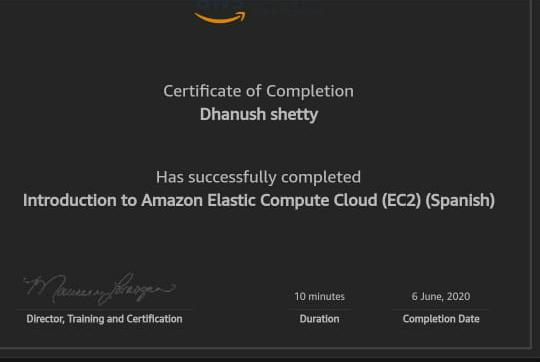 Certificate of Completion
Dhanush shetty
Has successfully completed
Introduction to Amazon Elastic Compute Cloud (EC2) (Spanish)
10 minutes
6 June, 2020
Director, Training and Certification
Duration
Completion Date